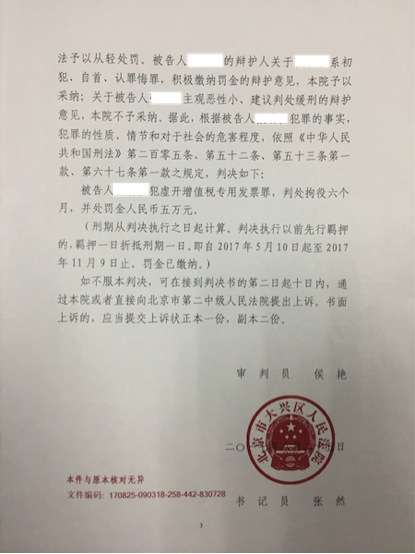 法予以从轻处罚。被告人 的辩护人关于 系初
犯、自首、认罪悔罪，积极缴纳罚金的辩护意见，本院予以
采纳；关于被告人 主观恶性小、建议判处缓刑的辩护
意见，本院不予采纳。据此，根据被告人 犯罪的事实，
犯罪的性质、情节和对于社会的危害程度，依照《中华人民
共和国刑法》第二百零五条、第五十二条、第五十三条第一
款、第六十七条第一款之规定，判决如下：
被告人 犯虚开增值税专用发票罪，判处拘役六个
月，并处罚金人民币五万元。
（刑期从判决执行之日起计算。判决执行以前先行羁押
的，羁押一日折抵刑期一日。即自2017年5月10日起至2017
年11月9日止。罚金已缴纳。）
如不服本判决，可在接到判决书的第二日起十日内，通
过本院或者直接向北京市第二中级人民法院提出上诉。书面
上诉的，应当提交上诉状正本一份，副本二份。
审 判 员 侯 艳
北京市大兴区人民法院
二〇 日
本件与原本核对无异
文件编码：170825-090318-258-442-830728
书 记 员 张 然
3